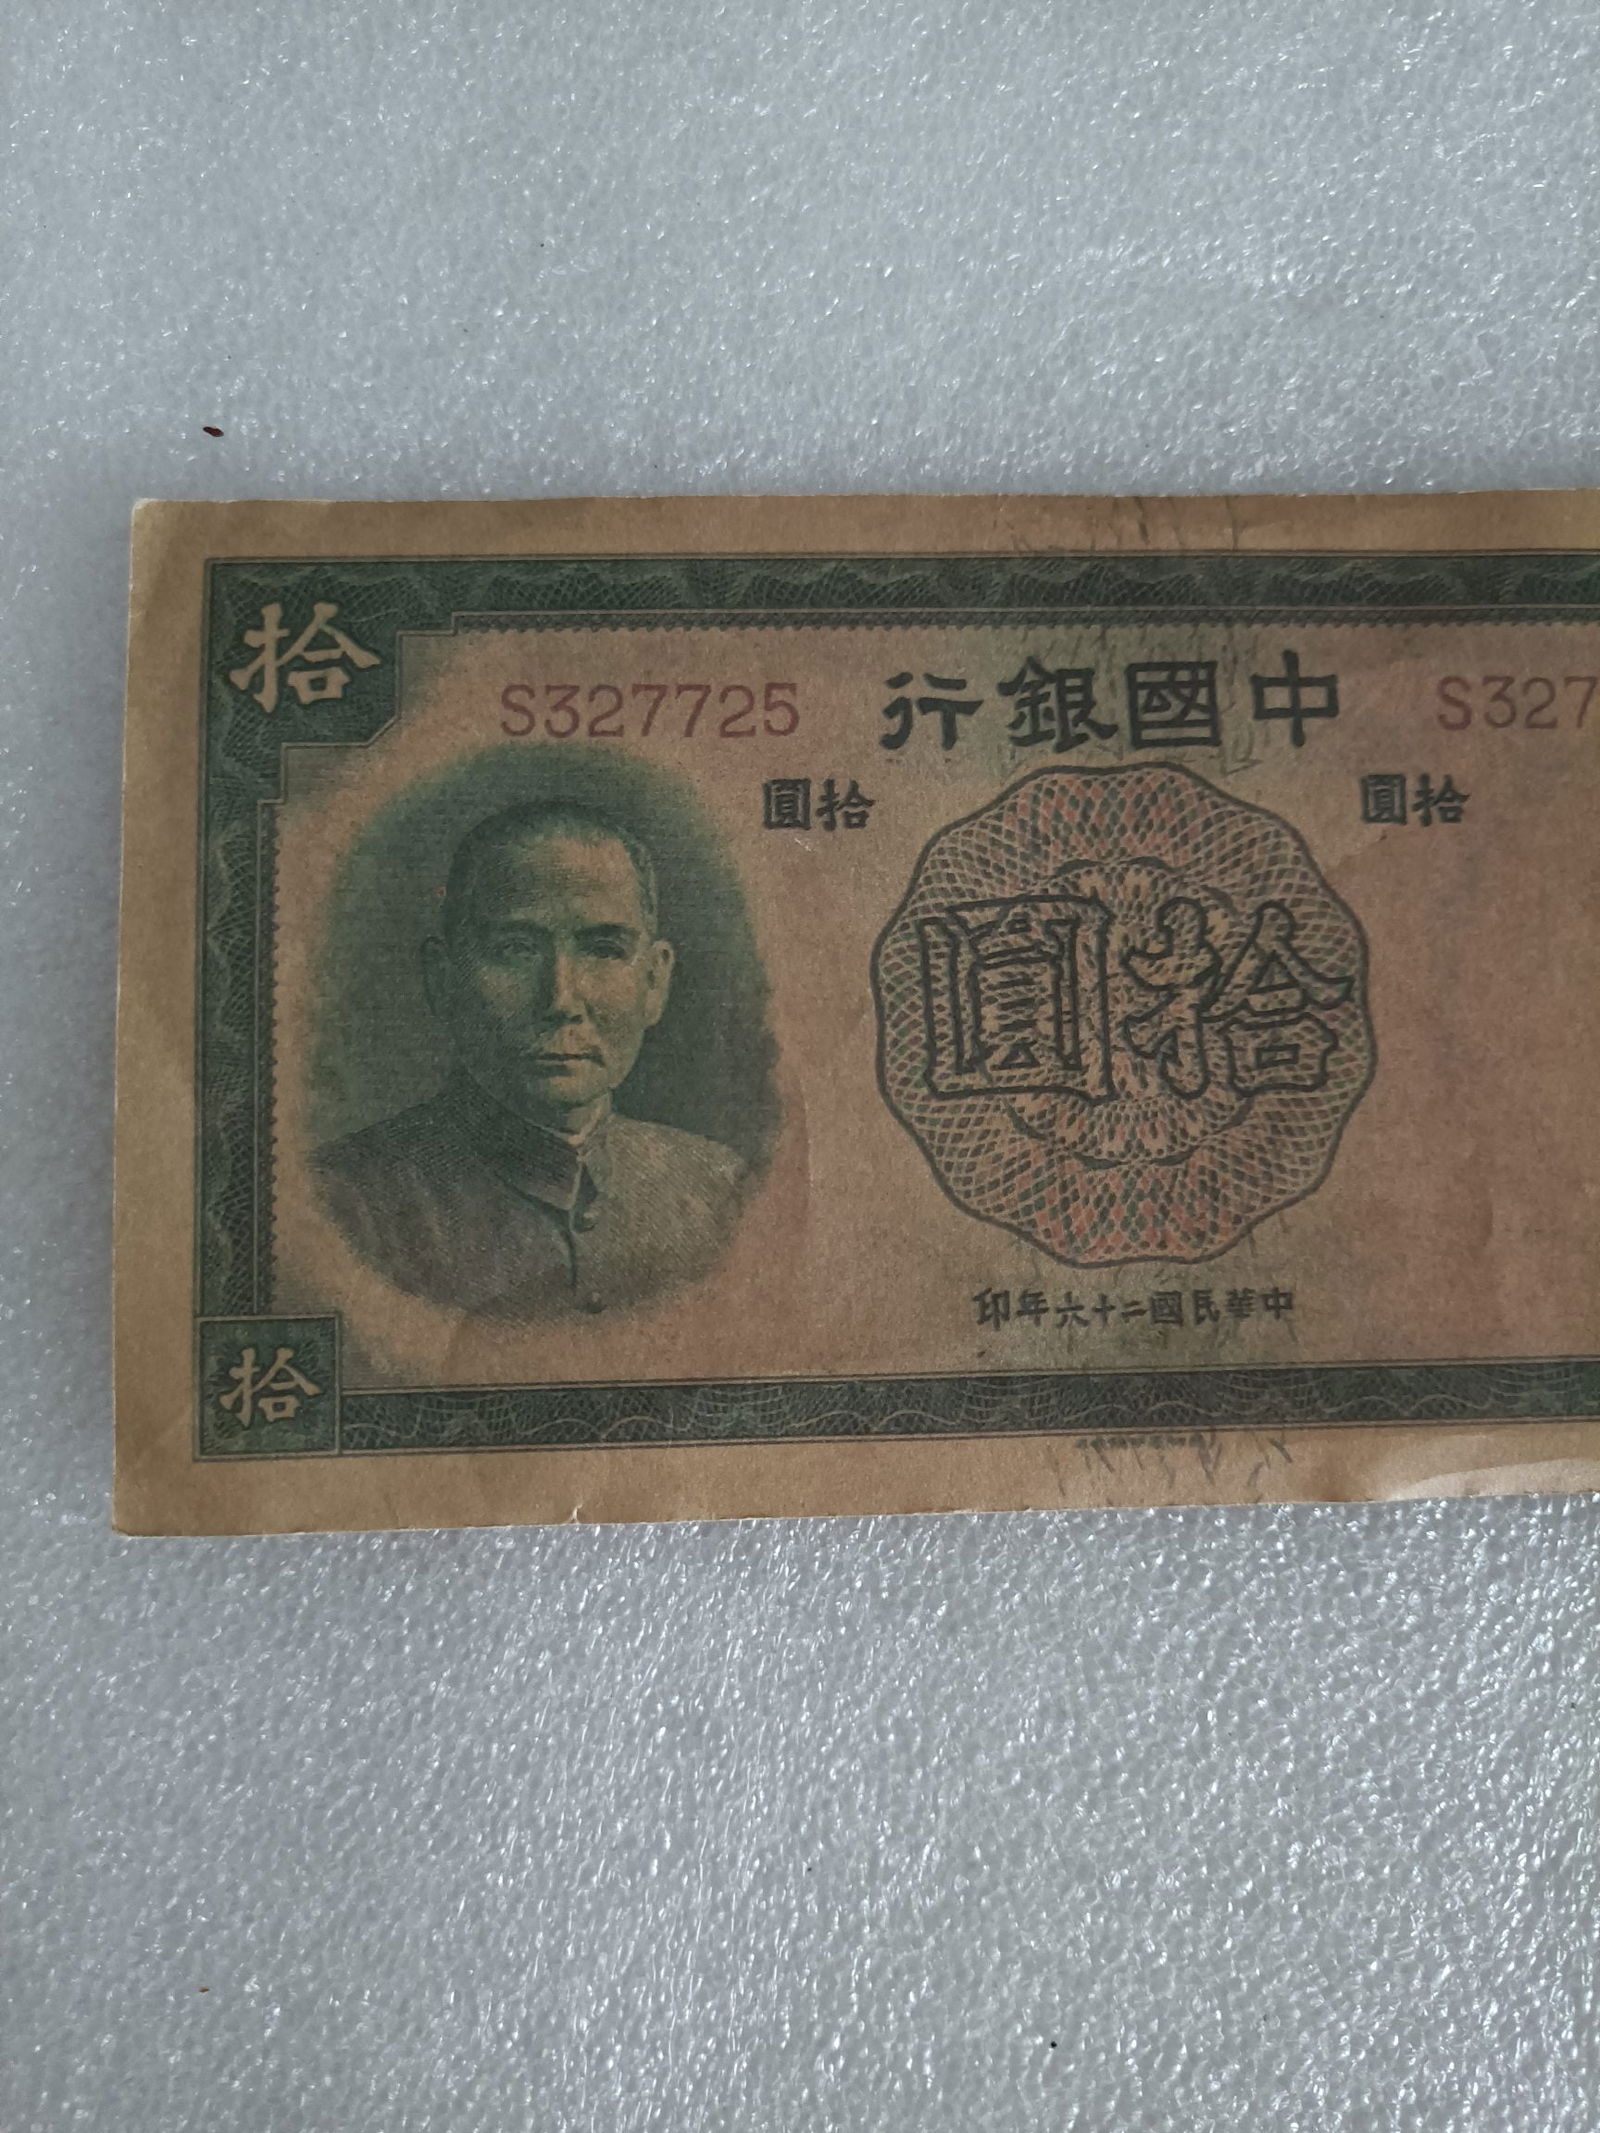 拾
S327725
中國銀行
S327
拾圓
拾圓
拾圓
中華民國二十六年印
拾